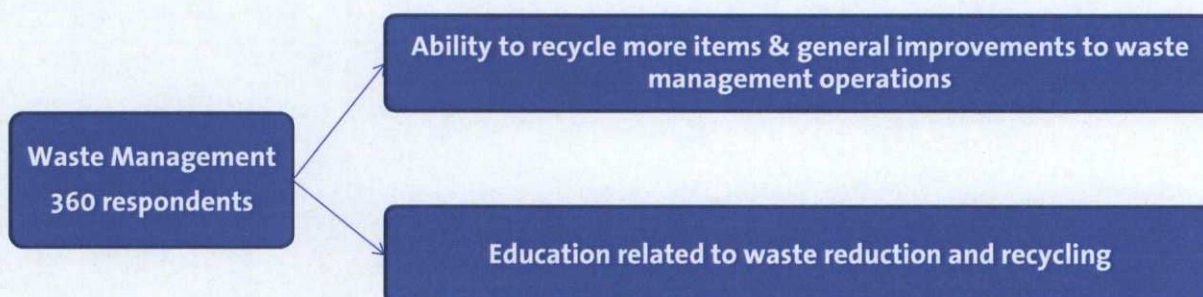 Ability to recycle more items & general improvements to waste
management operations
Waste Management
360 respondents
Education related to waste reduction and recycling